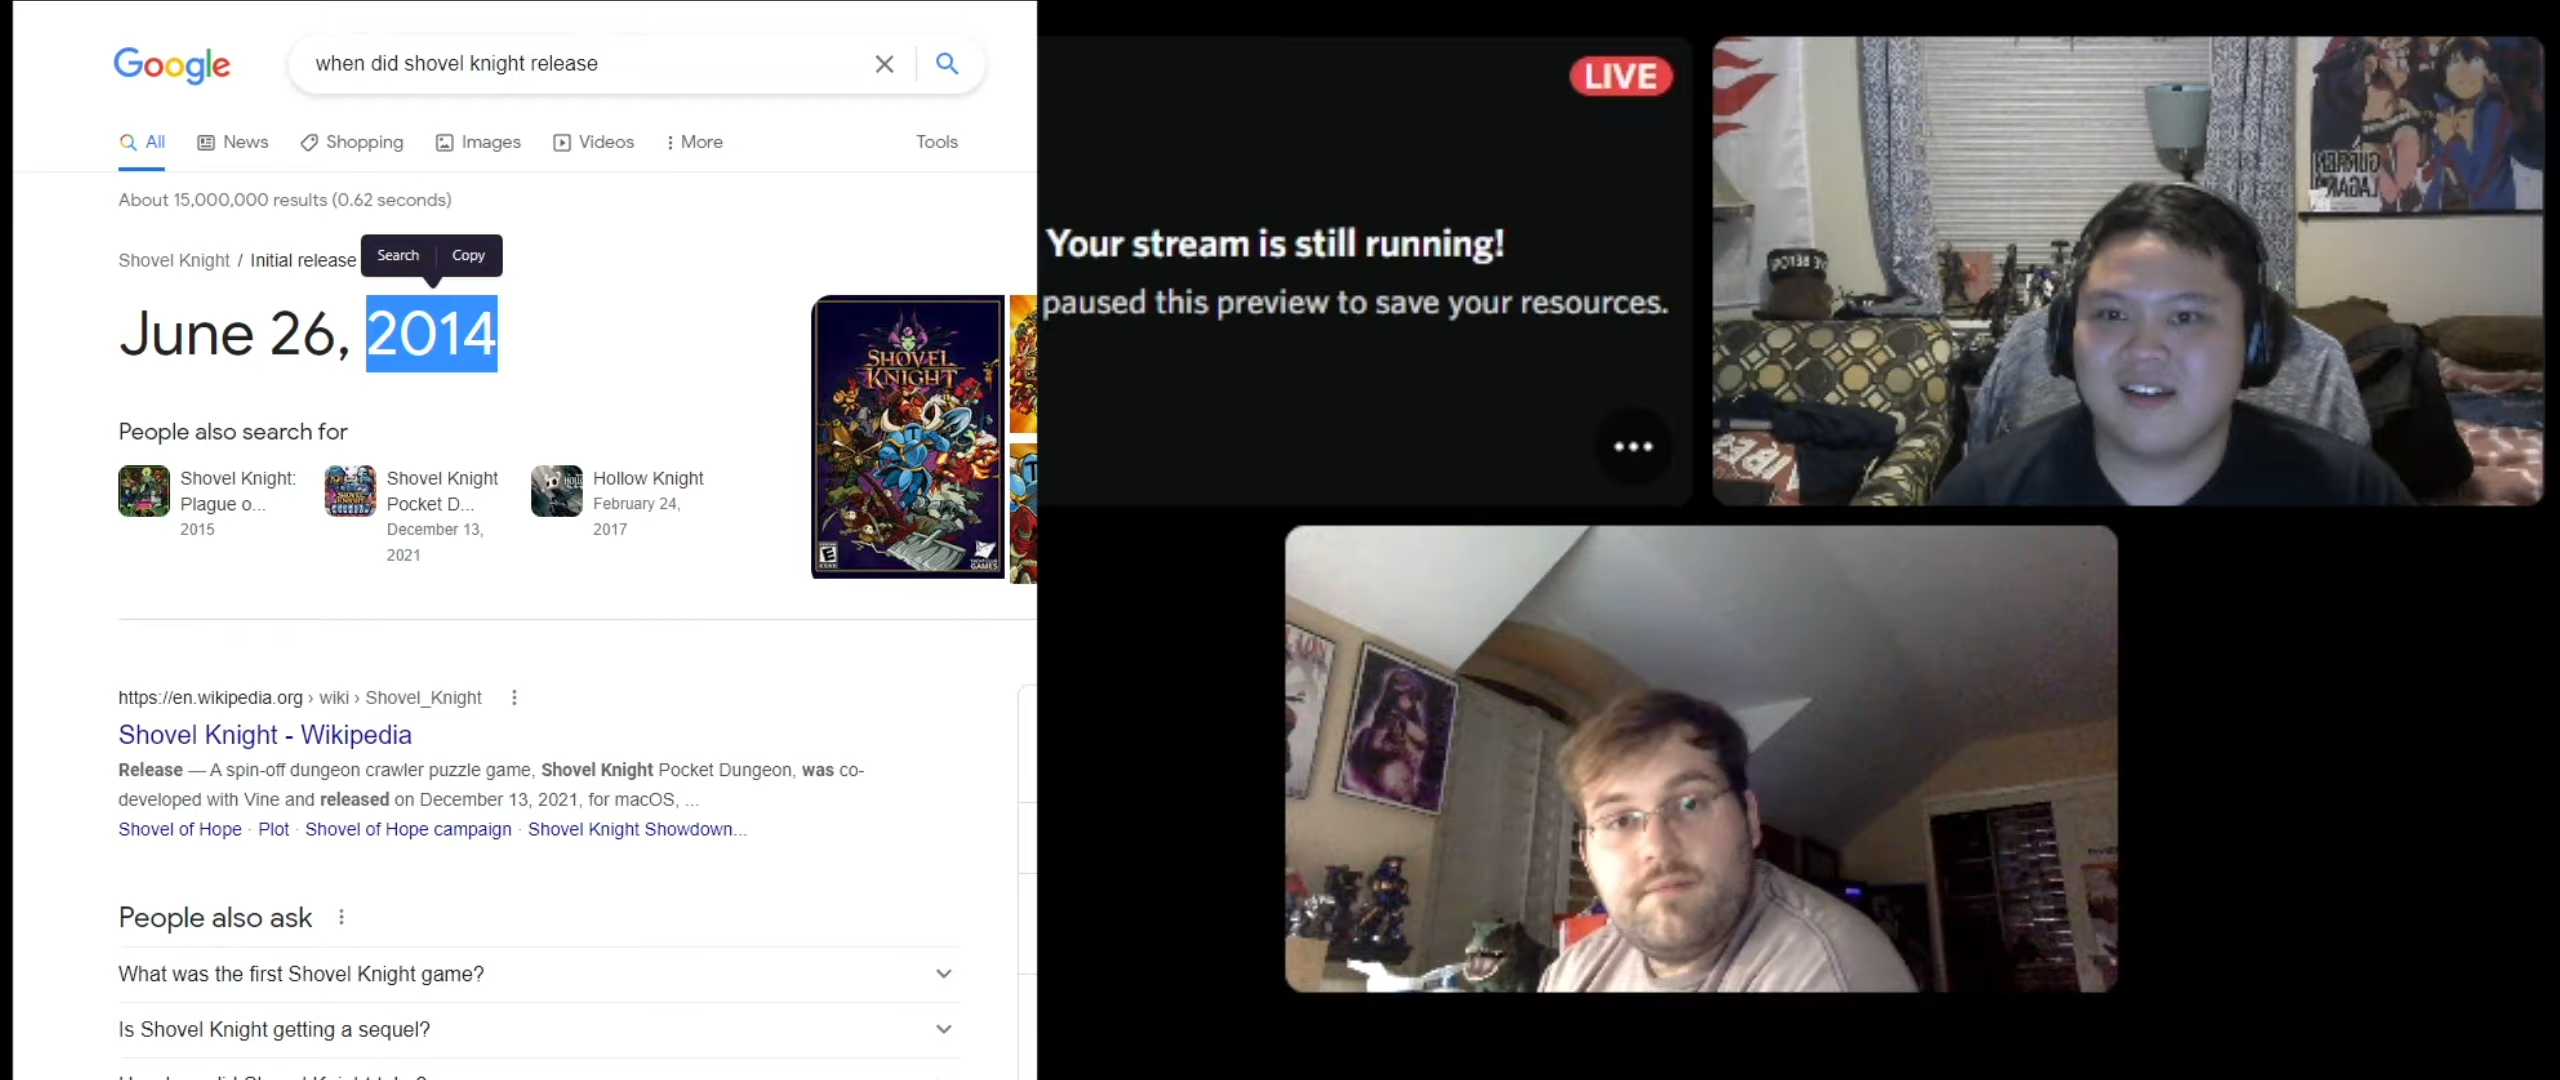 Google
when did shovel knight release
All
News
Shopping
Images
Videos
More
Tools
About 15,000,000 results (0.62 seconds)
Search
Copy
Shovel Knight / Initial release
June 26, 2014
SHOVEL
KNIGHT
People also search for
Shovel Knight:
Plague o...
2015
Shovel Knight
Pocket D...
December 13,
2021
Hollow Knight
February 24,
2017
https://en.wikipedia.org › wiki › Shovel_Knight
Shovel Knight - Wikipedia
Release — A spin-off dungeon crawler puzzle game, Shovel Knight Pocket Dungeon, was co-
developed with Vine and released on December 13, 2021, for macOS, ...
Shovel of Hope · Plot · Shovel of Hope campaign · Shovel Knight Showdown...
People also ask
What was the first Shovel Knight game?
Is Shovel Knight getting a sequel?
LIVE
Your stream is still running!
paused this preview to save your resources.
GURREN
LAGANN